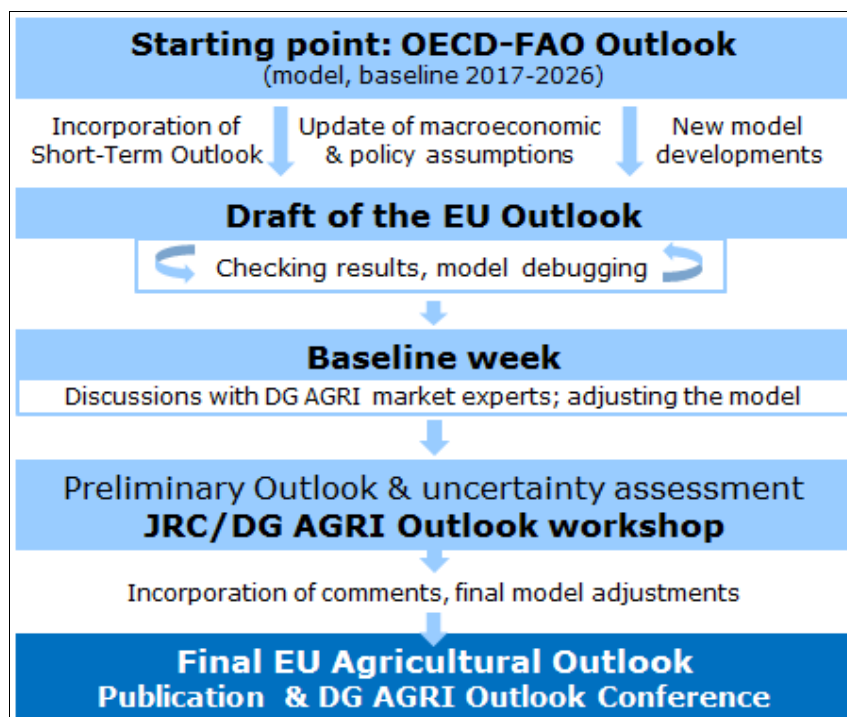 Starting point: OECD-FAO Outlook
(model, baseline 2017-2026)
Incorporation of
Short-Term Outlook
Update of macroeconomic
& policy assumptions
New model
developments
Draft of the EU Outlook
Checking results, model debugging
Baseline week
Discussions with DG AGRI market experts; adjusting the model
Preliminary Outlook & uncertainty assessment
JRC/DG AGRI Outlook workshop
Incorporation of comments, final model adjustments
Final EU Agricultural Outlook
Publication & DG AGRI Outlook Conference